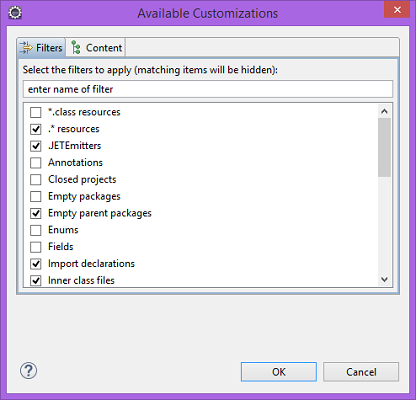 Available Customizations
Filters Content
Select the filters to apply (matching items will be hidden):
enter name of filter
*.class resources
.* resources
.JETEmitters
Annotations
Closed projects
Empty packages
Empty parent packages
Enums
Fields
Import declarations
Inner class files
OK Cancel